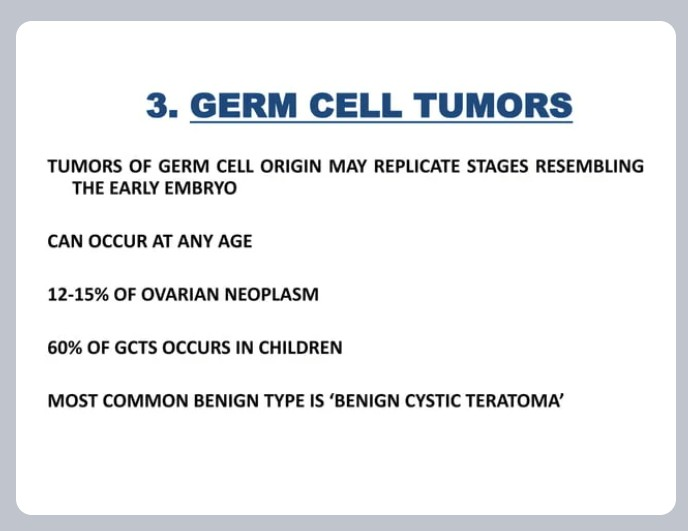 3. GERM CELL TUMORS
TUMORS OF GERM CELL ORIGIN MAY REPLICATE STAGES RESEMBLING
THE EARLY EMBRYO
CAN OCCUR AT ANY AGE
12-15% OF OVARIAN NEOPLASM
60% OF GCTS OCCURS IN CHILDREN
MOST COMMON BENIGN TYPE IS ‘BENIGN CYSTIC TERATOMA’